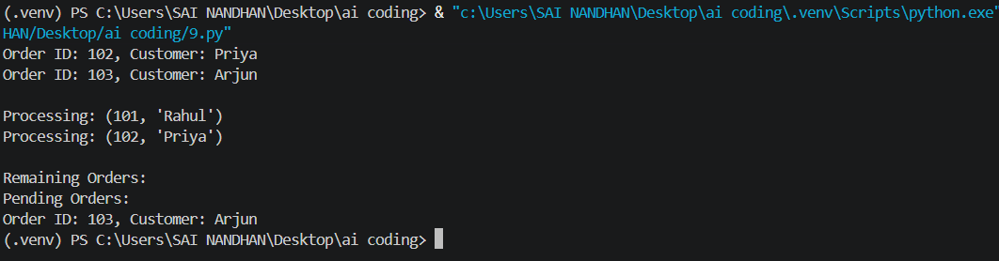 (.venv) PS C:\Users\SAI NANDHAN\Desktop\ai coding> & "c:\Users\SAI NANDHAN\Desktop\ai coding\.venv\Scripts\python.exe"
HAN/Desktop/ai coding/9.py"
Order ID: 102, Customer: Priya
Order ID: 103, Customer: Arjun
Processing: (101, 'Rahul')
Processing: (102, 'Priya')
Remaining Orders:
Pending Orders:
Order ID: 103, Customer: Arjun
(.venv) PS C:\Users\SAI NANDHAN\Desktop\ai coding>